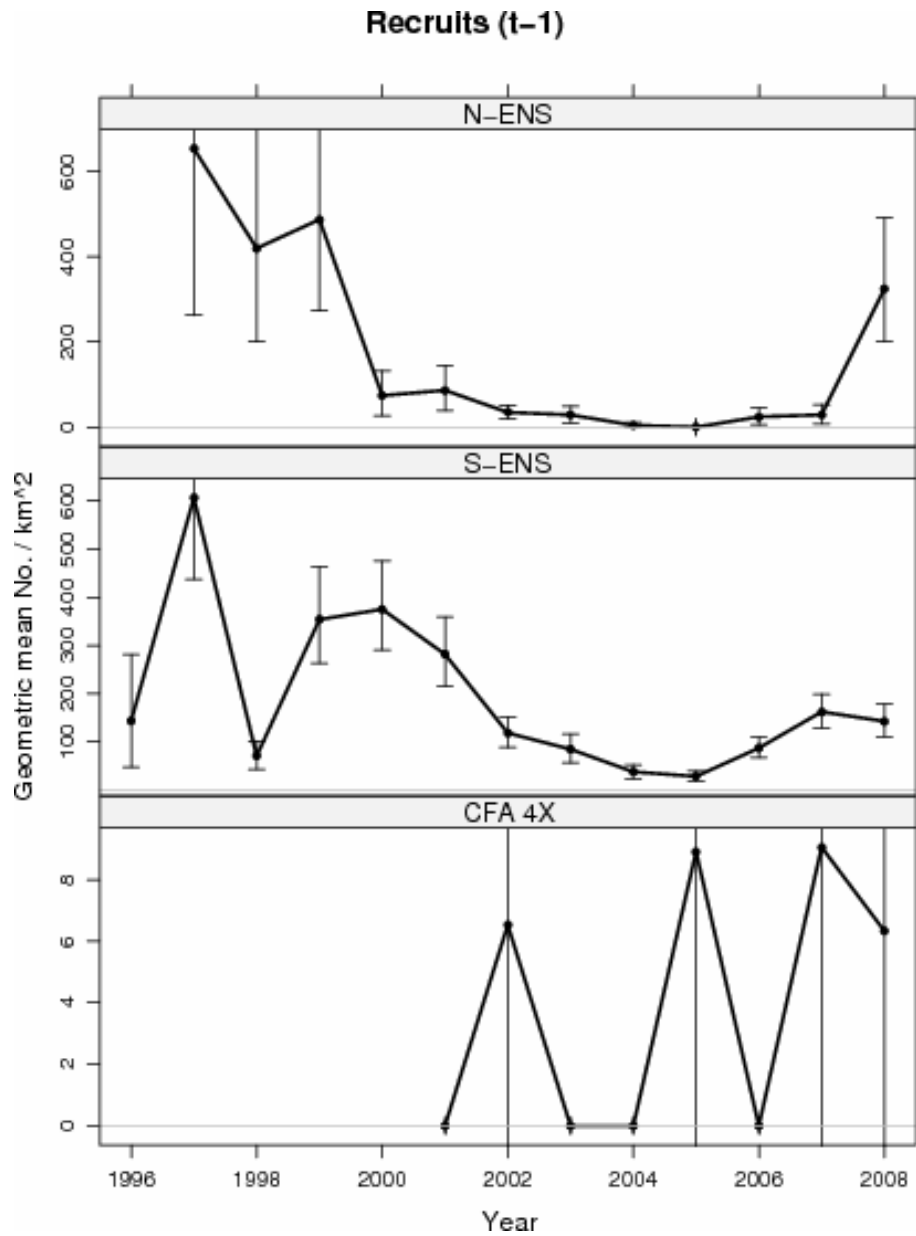 Recruits (t−1)
N−ENS
600
400
200
0
S−ENS
600
500
400
300
200
100
CFA 4X
8
6
4
2
0
Geometric mean No. / km^2
1996 1998 2000 2002 2004 2006 2008
Year